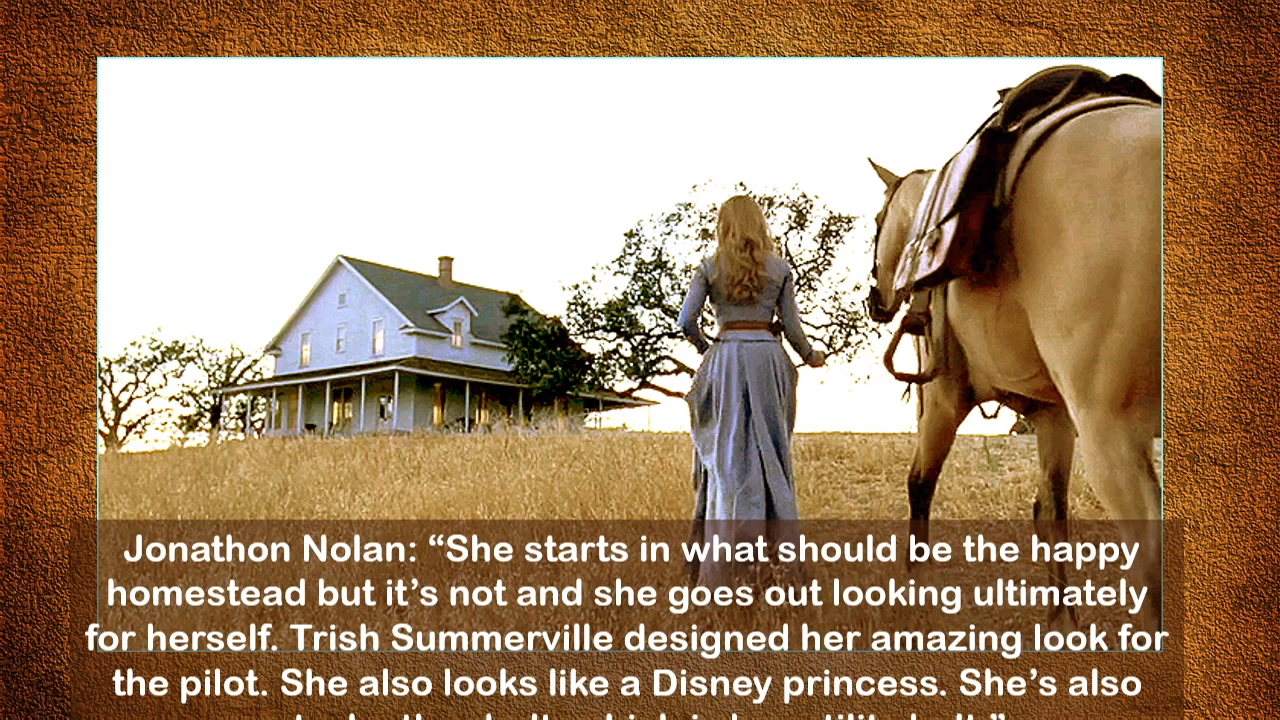 Jonathon Nolan: “She starts in what should be the happy
homestead but it’s not and she goes out looking ultimately
for herself. Trish Summerville designed her amazing look for
the pilot. She also looks like a Disney princess. She’s also